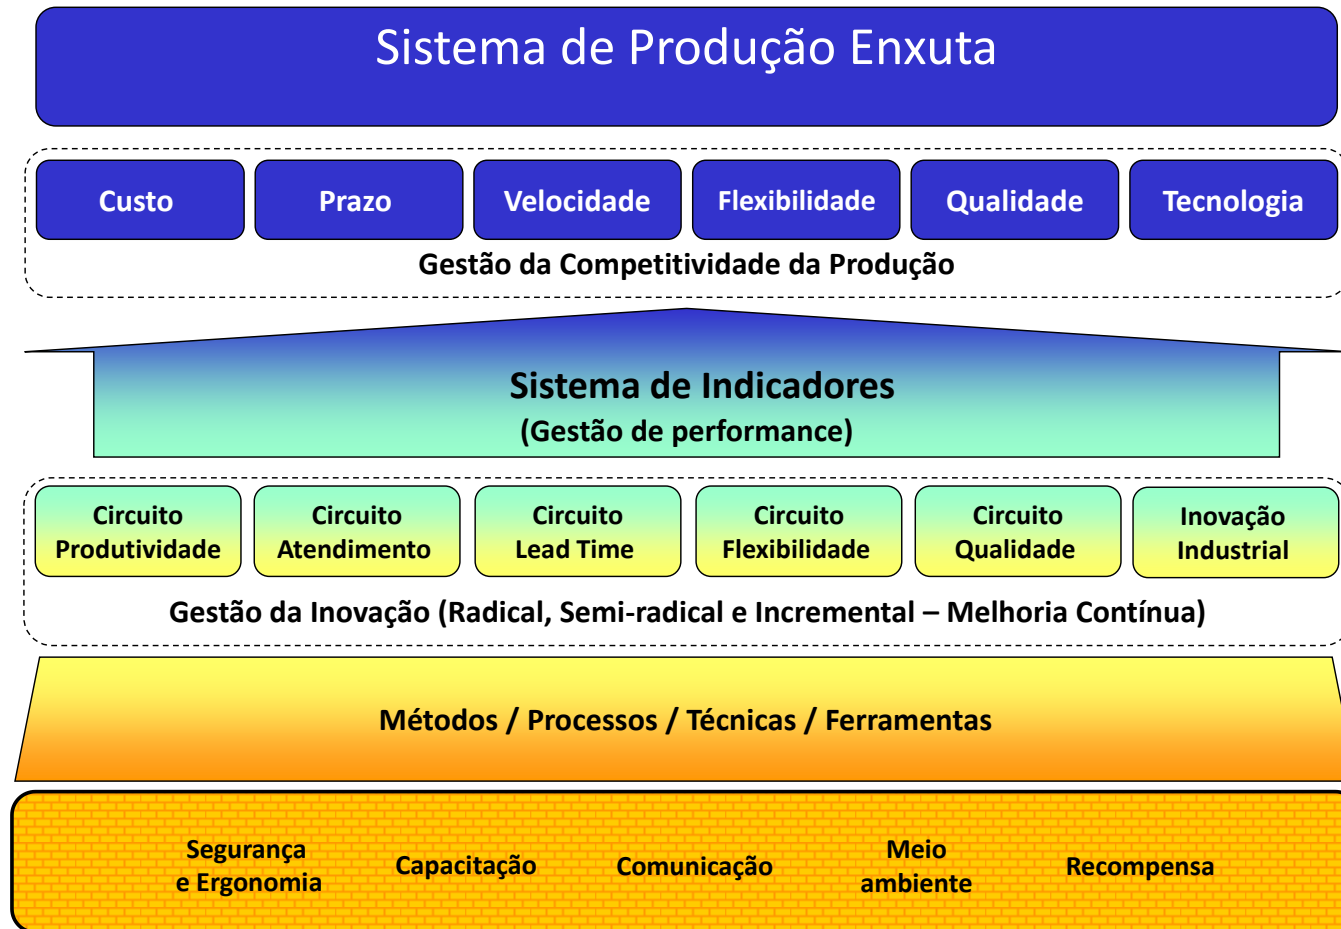 Sistema de Produção Enxuta
Custo
Prazo
Velocidade
Flexibilidade
Qualidade
Tecnologia
Gestão da Competitividade da Produção
Sistema de Indicadores
(Gestão de performance)
Circuito
Produtividade
Circuito
Atendimento
Circuito
Lead Time
Circuito
Flexibilidade
Circuito
Qualidade
Inovação
Industrial
Gestão da Inovação (Radical, Semi-radical e Incremental – Melhoria Contínua)
Métodos / Processos / Técnicas / Ferramentas
Segurança
e Ergonomia
Capacitação
Comunicação
Meio
ambiente
Recompensa